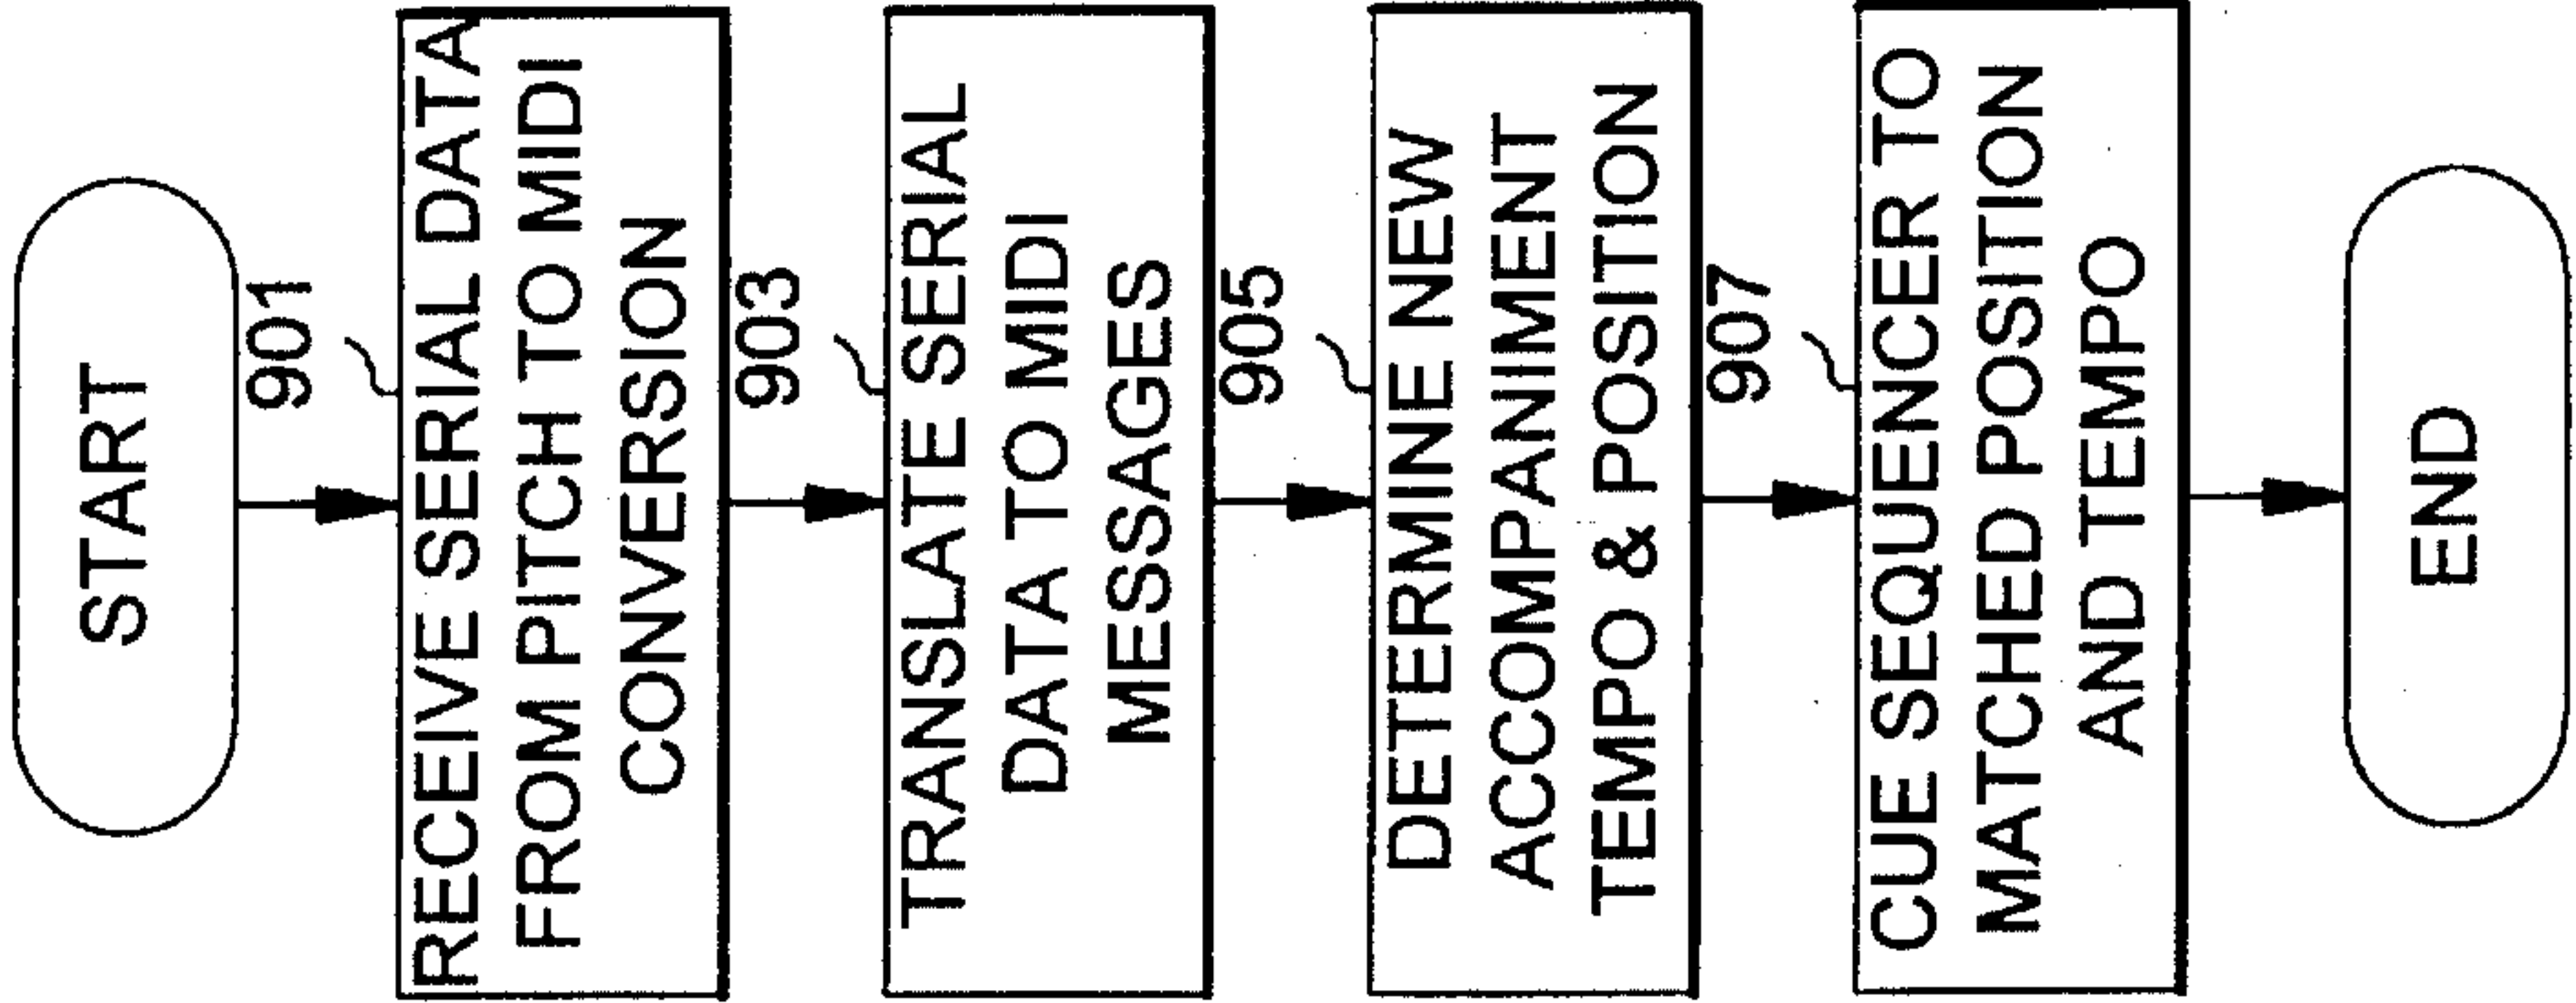 START
901
RECEIVE SERIAL DATA
FROM PITCH TO MIDI
CONVERSION
903
TRANSLATE SERIAL
DATA TO MIDI
MESSAGES
905
DETERMINE NEW
ACCOMPANIMENT
TEMPO & POSITION
907
CUE SEQUENCER TO
MATCHED POSITION
AND TEMPO
END